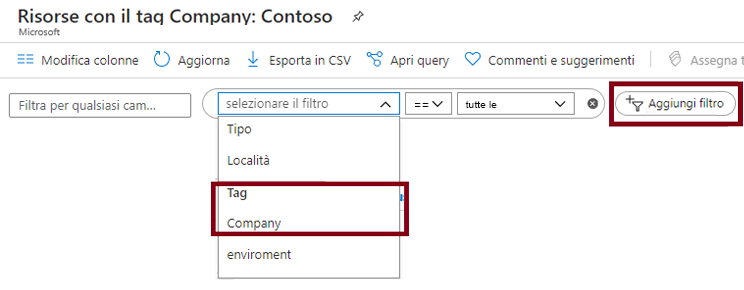 Risorse con il tag Company: Contoso
Microsoft
Modifica colonne Aggiorna Esporta in CSV Apri query Commenti e suggerimenti Assegna t
Filtra per qualsiasi cam... selezionare il filtro == tutte le Aggiungi filtro
Tipo
Località
Tag
Company
enviroment